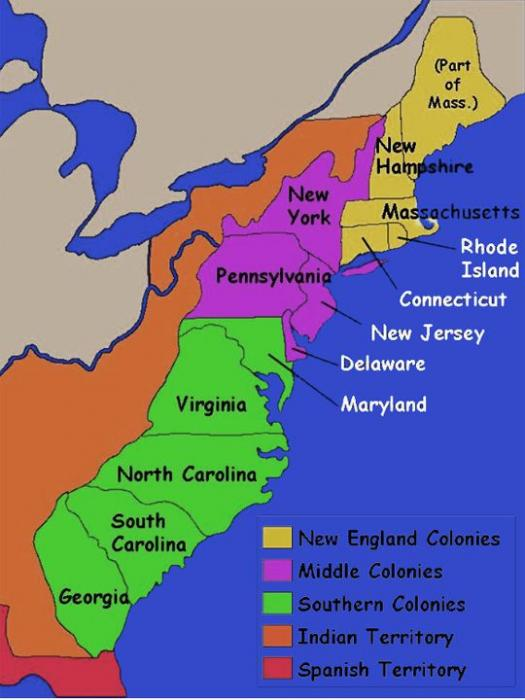 (Part
of
Mass.)
New
Hampshire
New
York
Massachusetts
Rhode
Island
Pennsylvania
Connecticut
New Jersey
Delaware
Virginia
Maryland
North Carolina
South
Carolina
Georgia
New England Colonies
Middle Colonies
Southern Colonies
Indian Territory
Spanish Territory